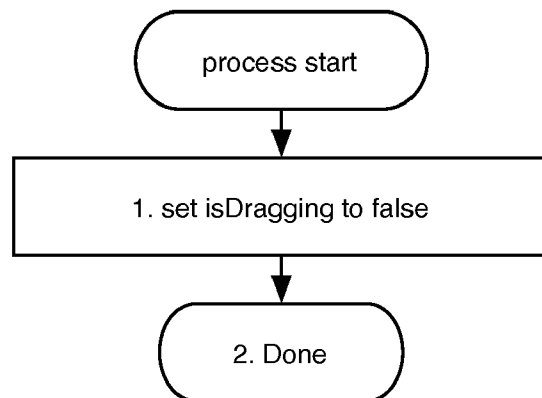 process start
1. set isDragging to false
2. Done